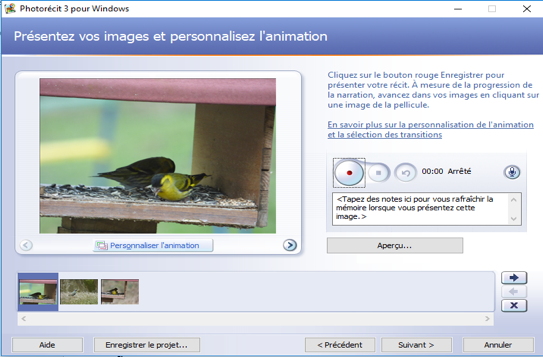 Photorécit 3 pour Windows
Présentez vos images et personnalisez l'animation
Cliquez sur le bouton rouge Enregistrer pour
présenter votre récit. À mesure de la progression
de la narration, avancez dans vos images en cliquant sur
une image de la pellicule.
En savoir plus sur la personnalisation de l'animation
et la sélection des transitions
00:00 Arrêté
<Tapez des notes ici pour vous rafraîchir la
mémoire lorsque vous présentez cette
image.>
Personnaliser l'animation
Aperçu...
Aide
Enregistrer le projet...
< Précédent
Suivant >
Annuler